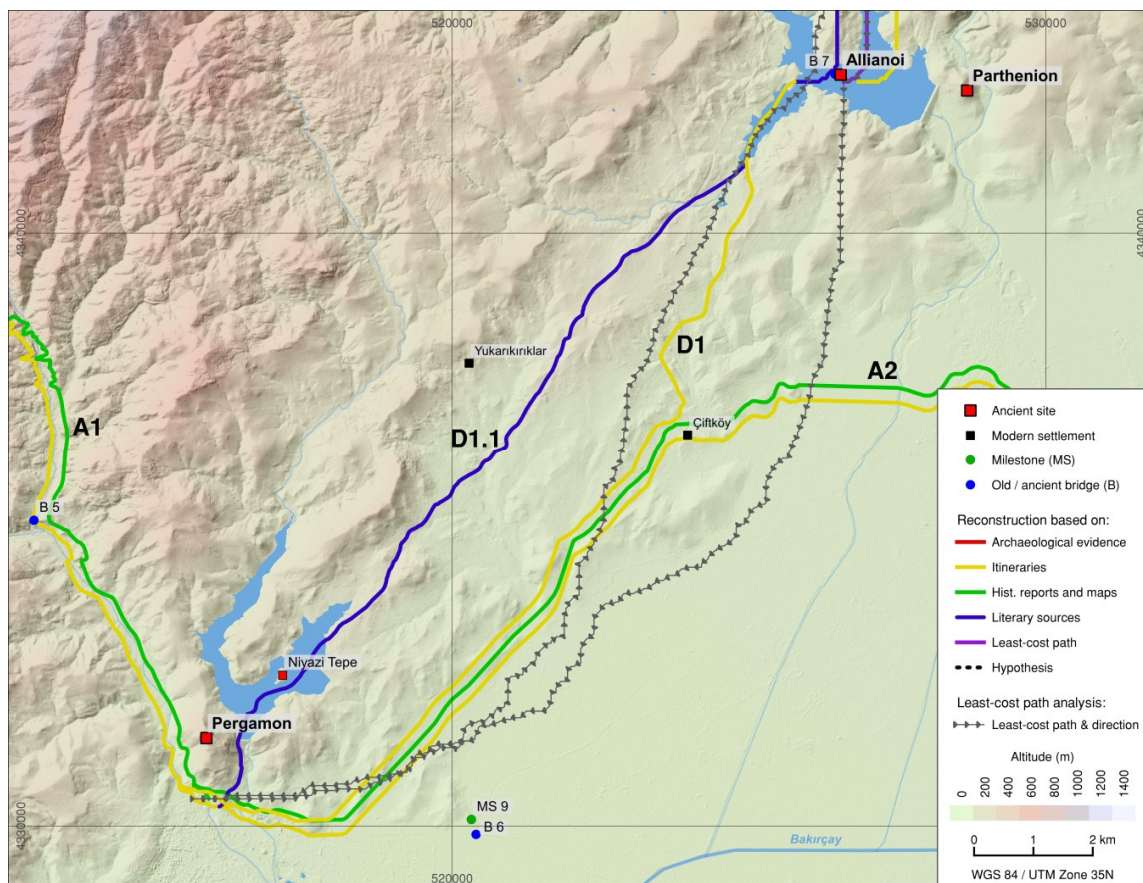 520000
530000
B 7
Allianoi
Parthenion
4340000
4340000
D1
Yukarıkırıklar
A2
A1
Çiftköy
D1.1
B 5
Niyazi Tepe
Pergamon
MS 9
B 6
4330000
520000
Bakırçay
Ancient site
Modern settlement
Milestone (MS)
Old / ancient bridge (B)
Reconstruction based on:
Archaeological evidence
Itineraries
Hist. reports and maps
Literary sources
Least-cost path
Hypothesis
Least-cost path analysis:
Least-cost path & direction
Altitude (m)
0 200 400 600 800 1000 1200 1400
0 2 km
WGS 84 / UTM Zone 35N